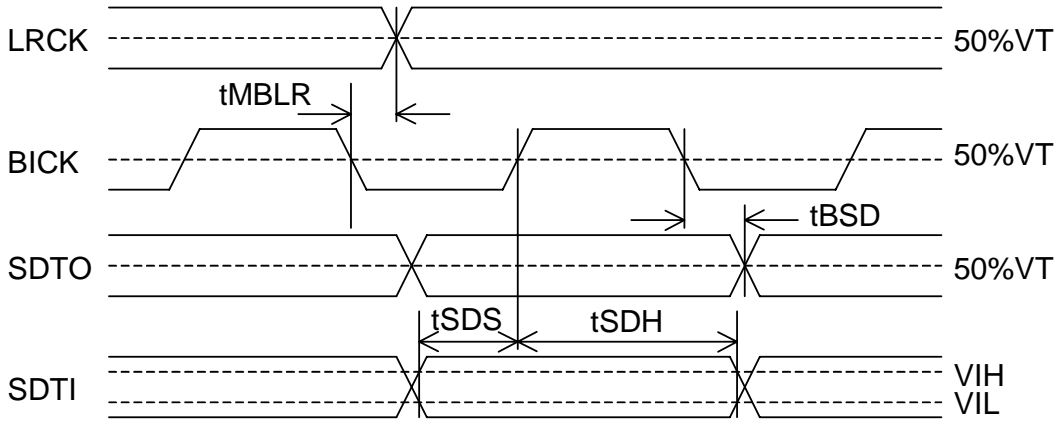 LRCK 50%VT
tMBLR
BICK 50%VT
tBSD
SDTO 50%VT
tSDS tSDH
VIH
SDTI
VIL